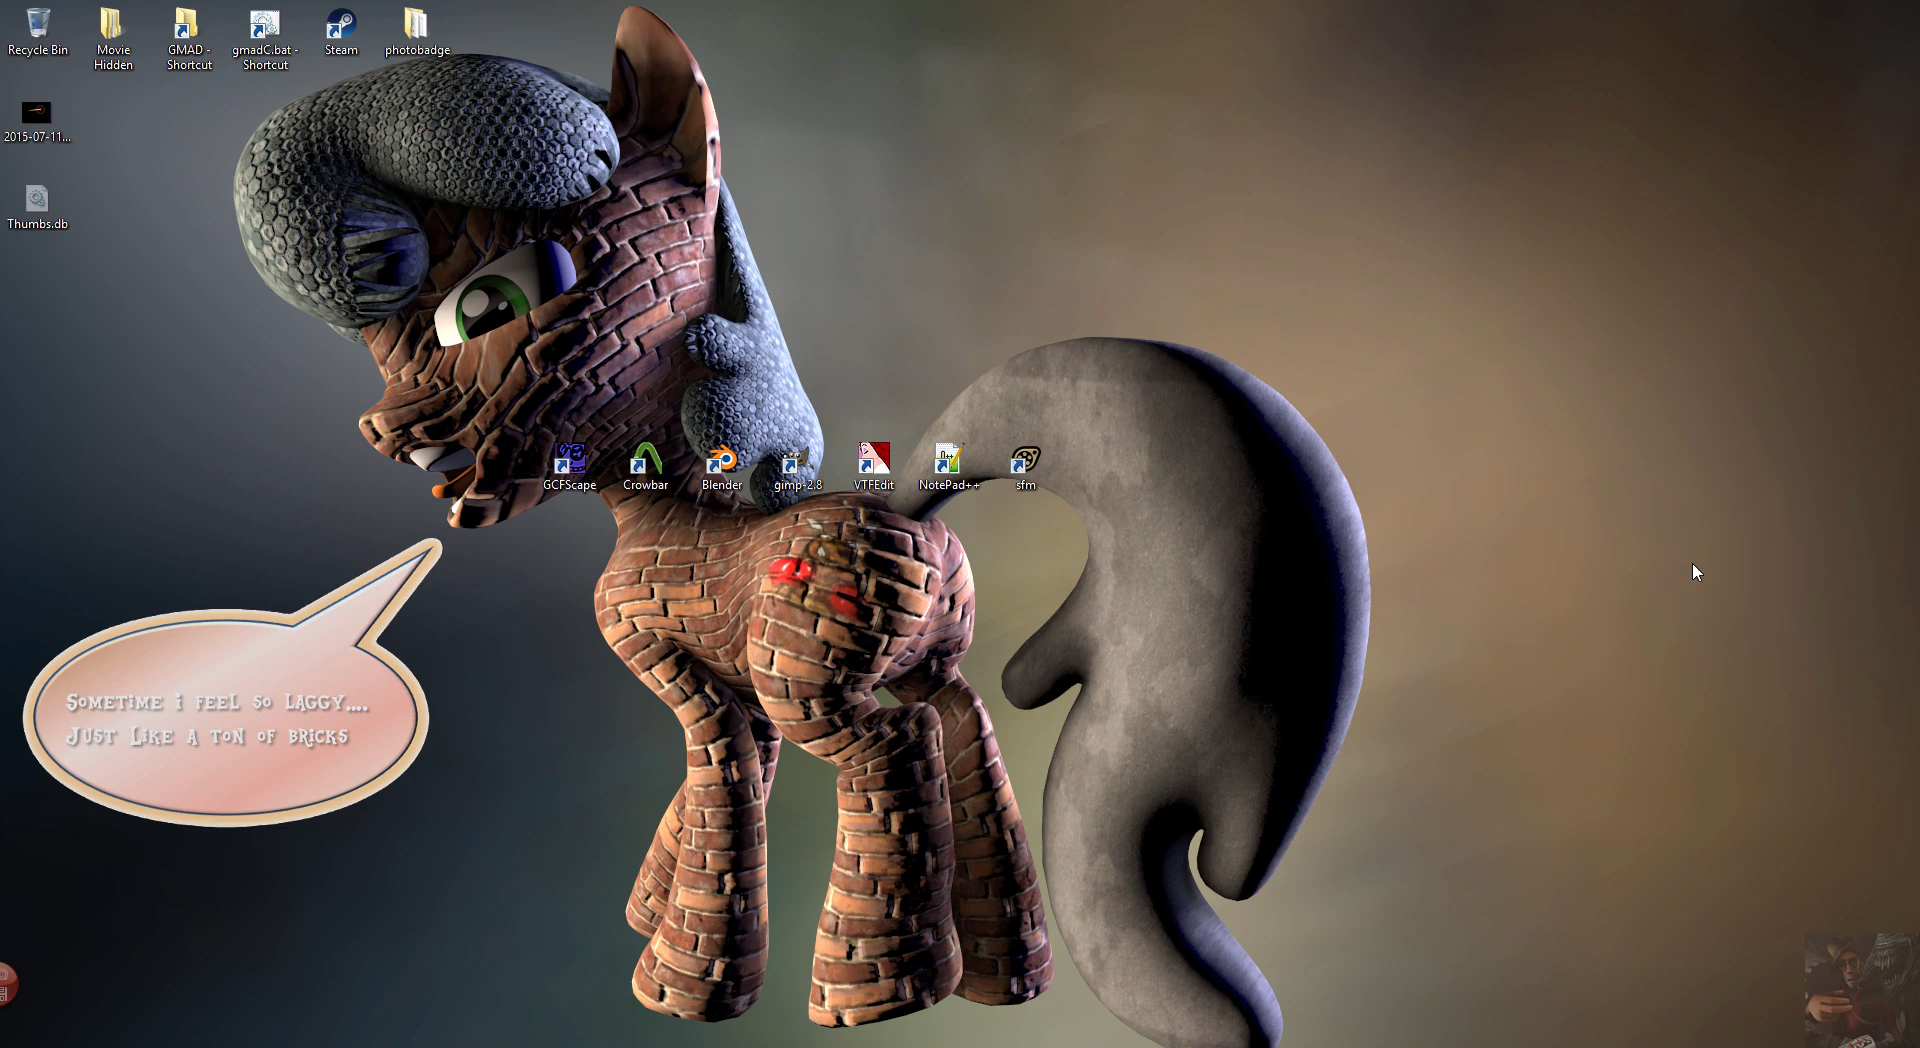 Recycle Bin
Movie
Hidden
GMAD -
Shortcut
gmadC.bat -
Shortcut
Steam
photobadge
2015-07-11...
Thumbs.db
GCFScape
Crowbar
Blender
gimp-2.8
VTFEdit
NotePad++
sfm
Sometime i feel so laggy....
Just Like a ton of bricks